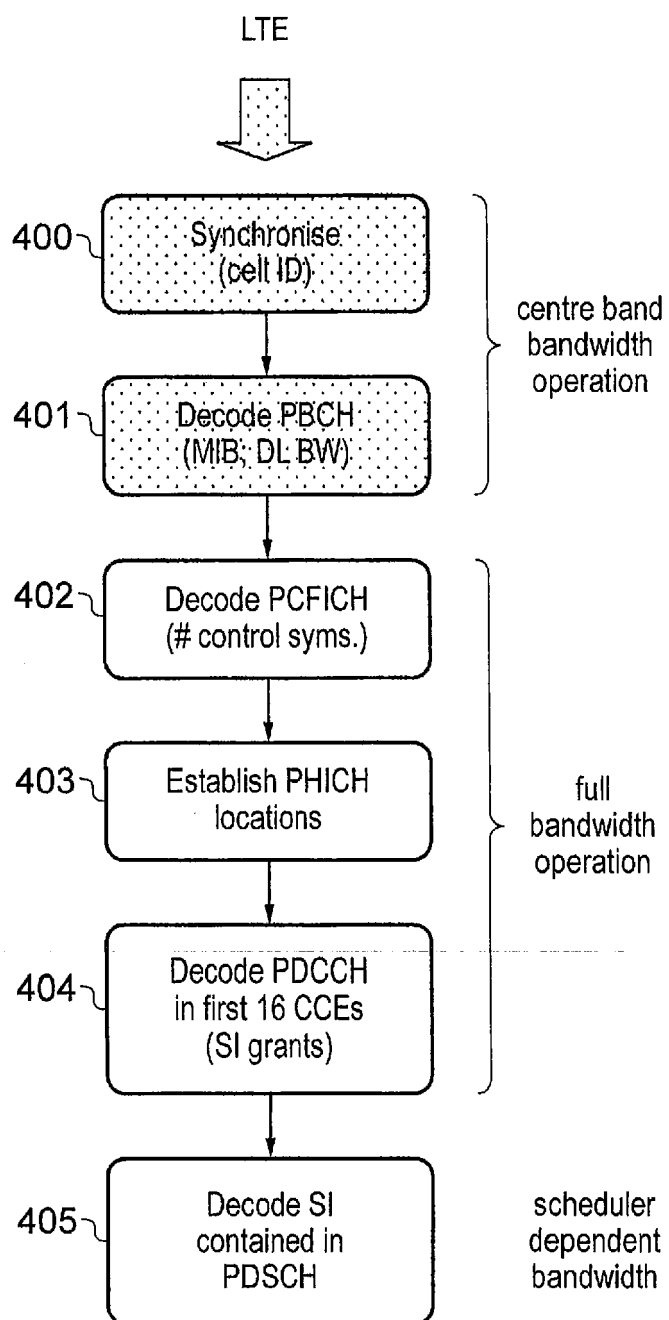 LTE
400
Synchronise
(cell ID)
centre band
bandwidth
operation
401
Decode PBCH
(MIB; DL BW)
402
Decode PCFICH
(# control syms.)
403
Establish PHICH
locations
full
bandwidth
operation
404
Decode PDCCH
in first 16 CCEs
(SI grants)
405
Decode SI
contained in
PDSCH
scheduler
dependent
bandwidth